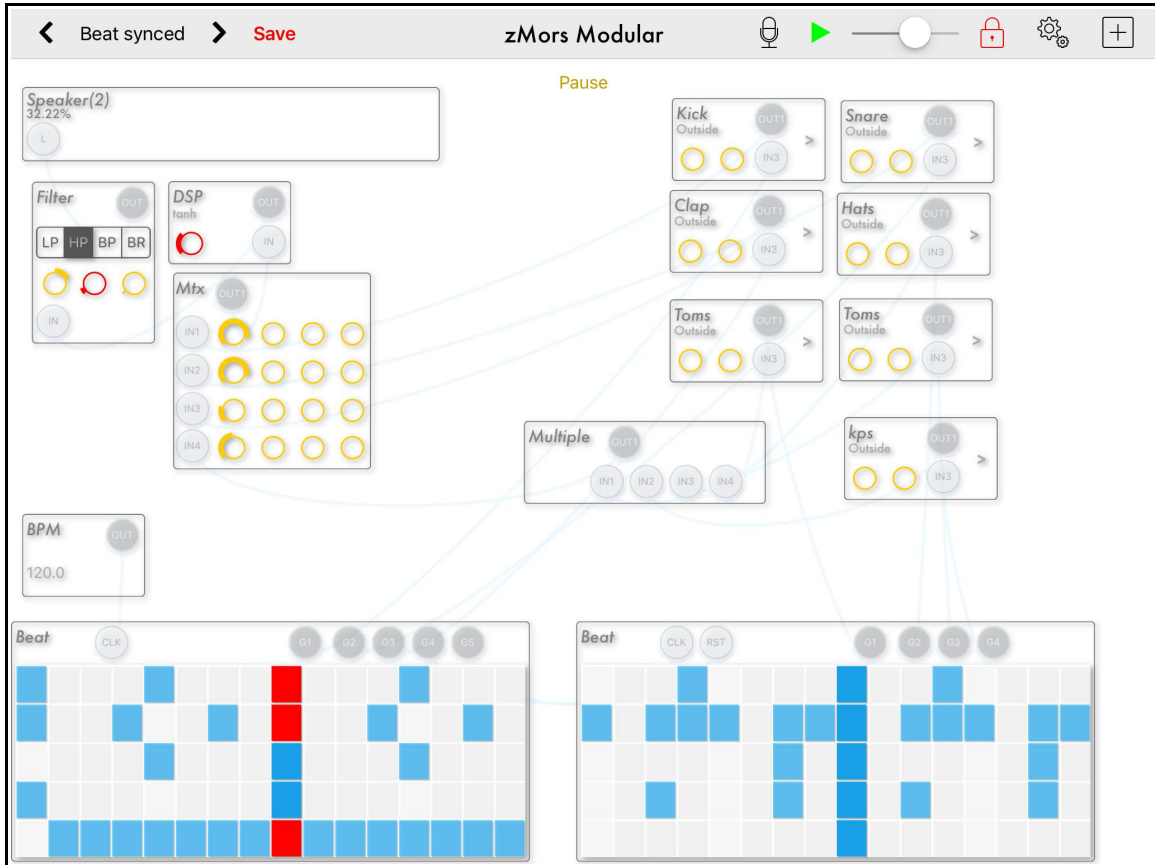 Beat synced Save zMors Modular
Pause
Speaker(2)
32.22%
L
Kick OUT1
Outside
IN3 >
Snare OUT1
Outside
IN3 >
Filter OUT
LP HP BP BR
IN
DSP OUT
tanh
IN
Clap OUT1
Outside
IN3 >
Hats OUT1
Outside
IN3 >
Mtx OUT1
IN1
IN2
IN3
IN4
Toms OUT1
Outside
IN3 >
Toms OUT1
Outside
IN3 >
Multiple OUT1
IN1 IN2 IN3 IN4
kps OUT1
Outside
IN3 >
BPM OUT
120.0
Beat CLK G1 G2 G3 G4 G5
Beat CLK RST G1 G2 G3 G4